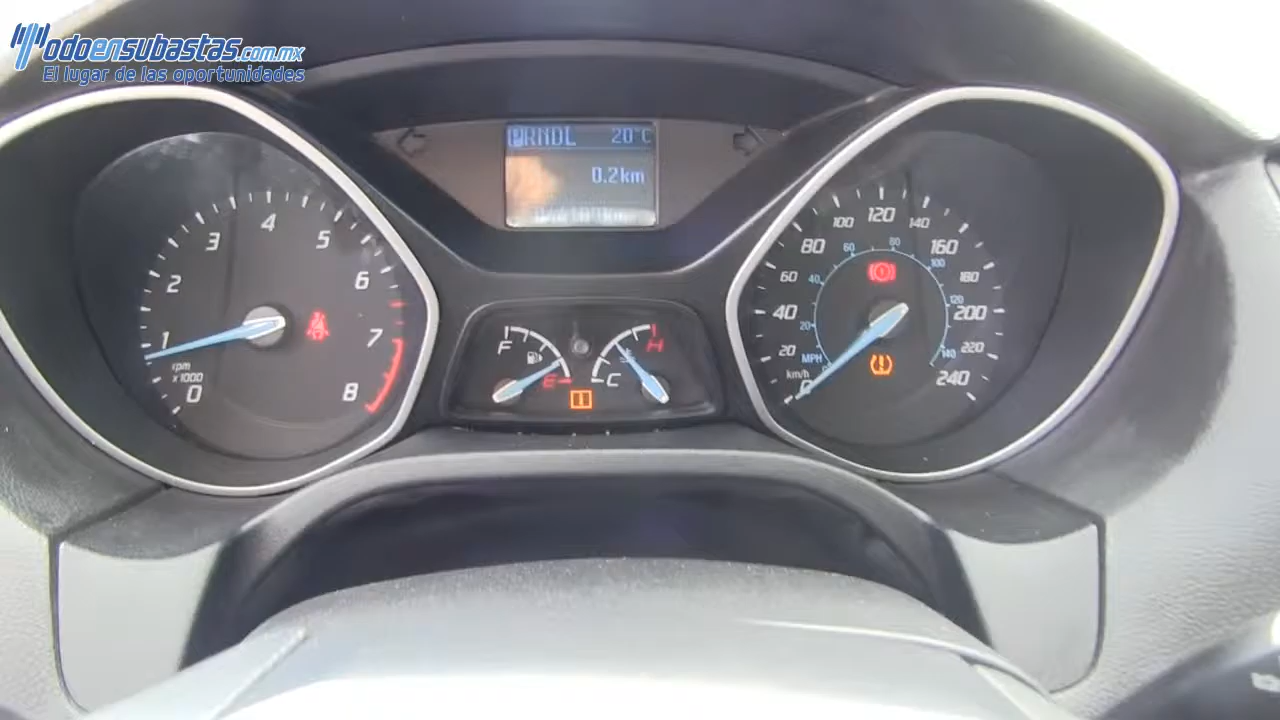 Todoensubastas.com.mx
El lugar de las oportunidades
PRNDL 20°C
0.2km
0
1
2
3
4
5
6
7
8
rpm
x1000
F
E
C
H
0
20
40
60
80
100
120
140
160
180
200
220
240
km/h
MPH
20
40
60
80
100
120
140